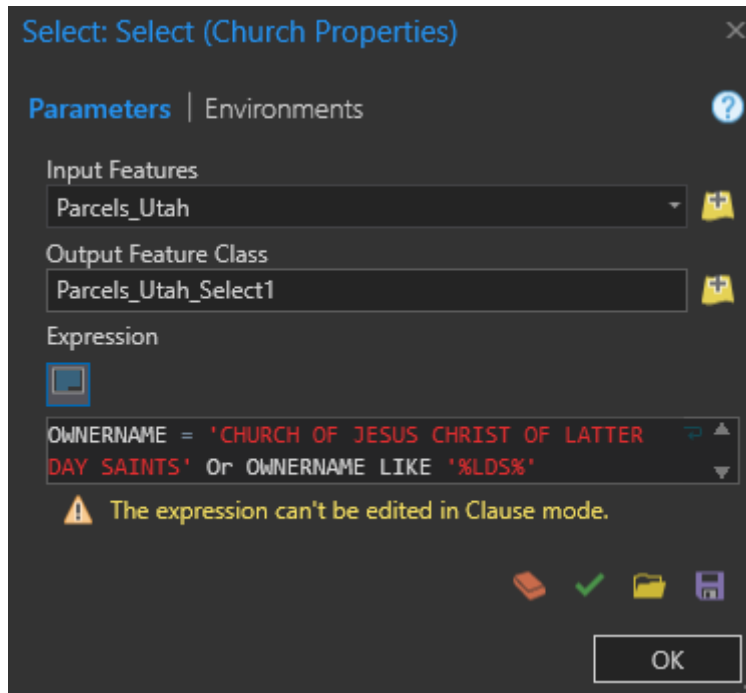 Select: Select (Church Properties)
Parameters | Environments
Input Features
Parcels_Utah
Output Feature Class
Parcels_Utah_Select1
Expression
OWNERNAME = 'CHURCH OF JESUS CHRIST OF LATTER
DAY SAINTS' Or OWNERNAME LIKE '%LDS%'
The expression can't be edited in Clause mode.
OK